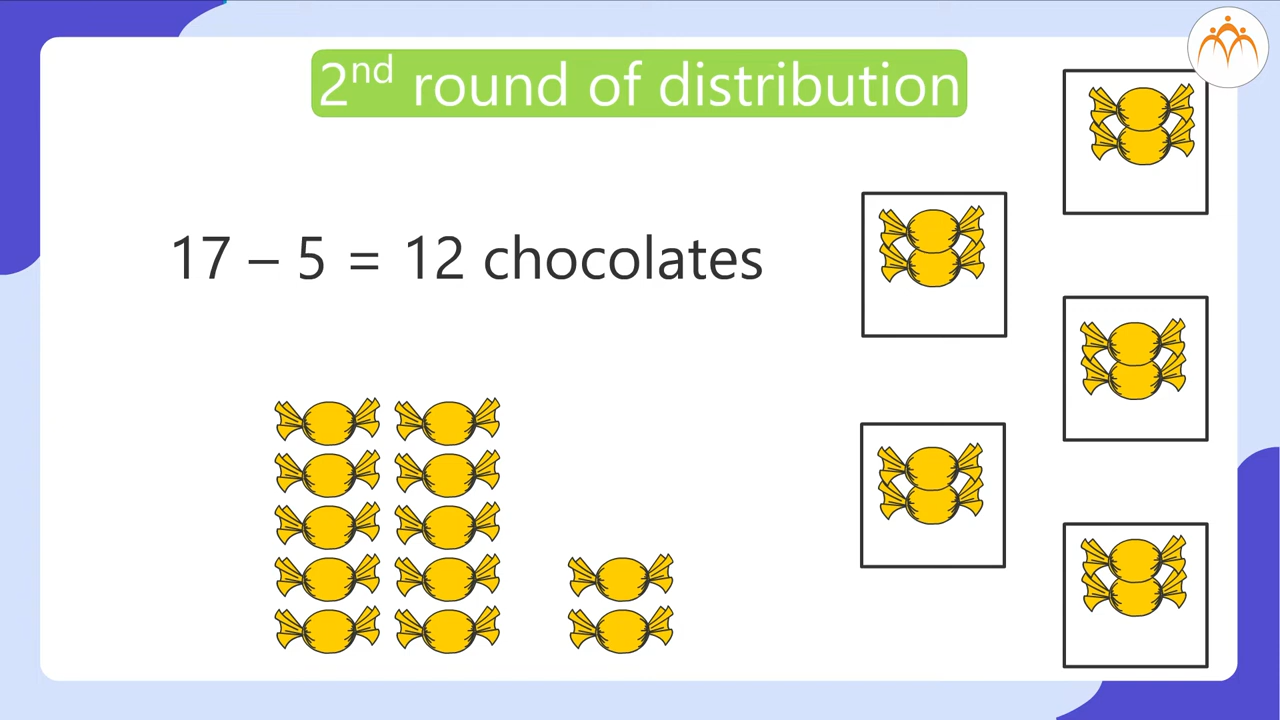 2nd round of distribution
17 – 5 = 12 chocolates